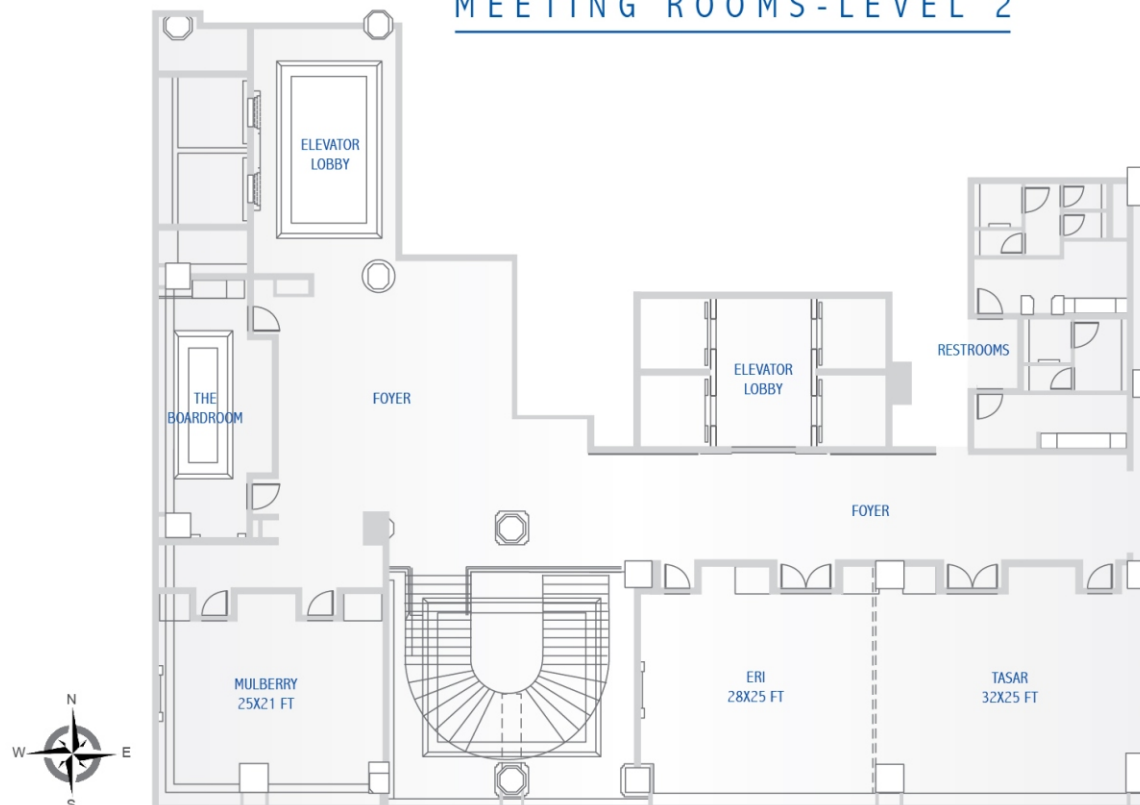 MEETING ROOMS-LEVEL 2
ELEVATOR
LOBBY
RESTROOMS
ELEVATOR
LOBBY
THE
BOARDROOM
FOYER
FOYER
MULBERRY
25X21 FT
ERI
28X25 FT
TASAR
32X25 FT
N
W
E
S